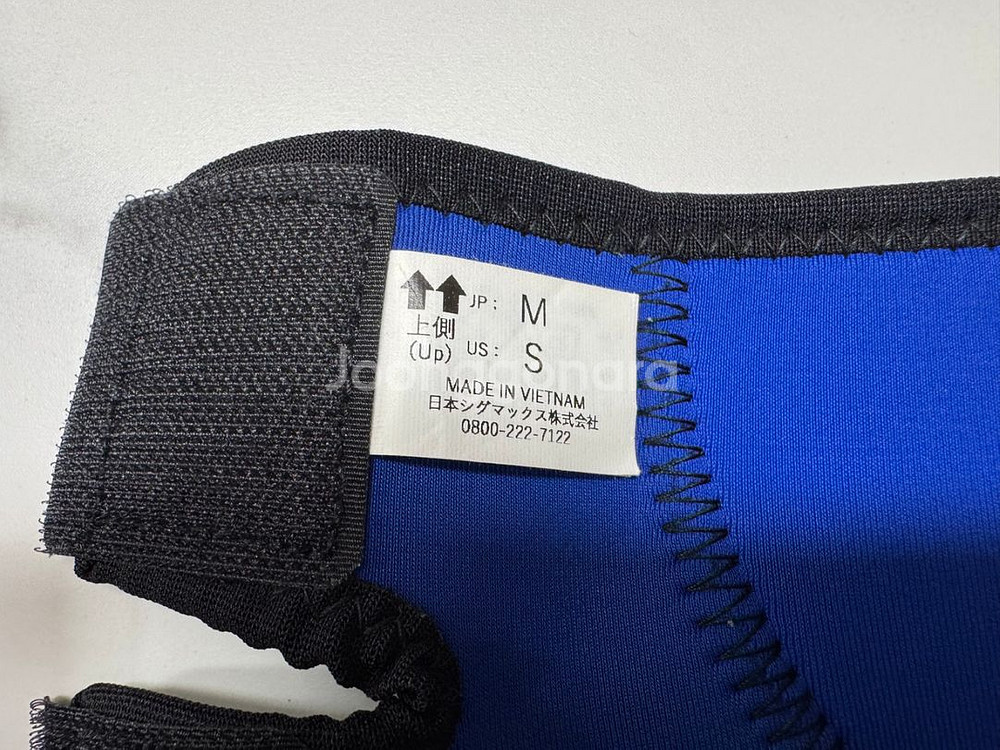 JP: M
上側
(Up) US: S
MADE IN VIETNAM
日本シグマックス株式会社
0800-222-7122
Joonggonara